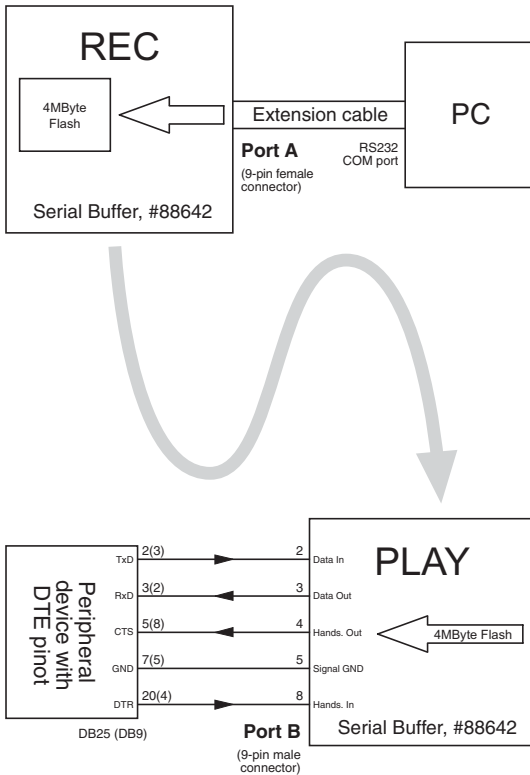 REC
4MByte
Flash
Extension cable
PC
Port A
(9-pin female
connector)
RS232
COM port
Serial Buffer, #88642
Peripheral
device with
DTE pinot
TxD 2(3) 2 Data In
RxD 3(2) 3 Data Out
CTS 5(8) 4 Hands. Out
GND 7(5) 5 Signal GND
DTR 20(4) 8 Hands. In
DB25 (DB9)
PLAY
4MByte Flash
Port B
(9-pin male
connector)
Serial Buffer, #88642